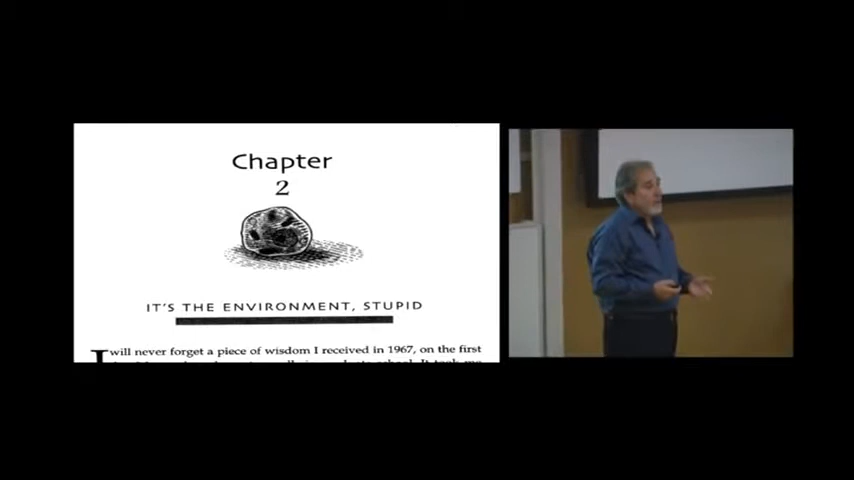 Chapter
2
IT'S THE ENVIRONMENT, STUPID
I will never forget a piece of wisdom I received in 1967, on the first